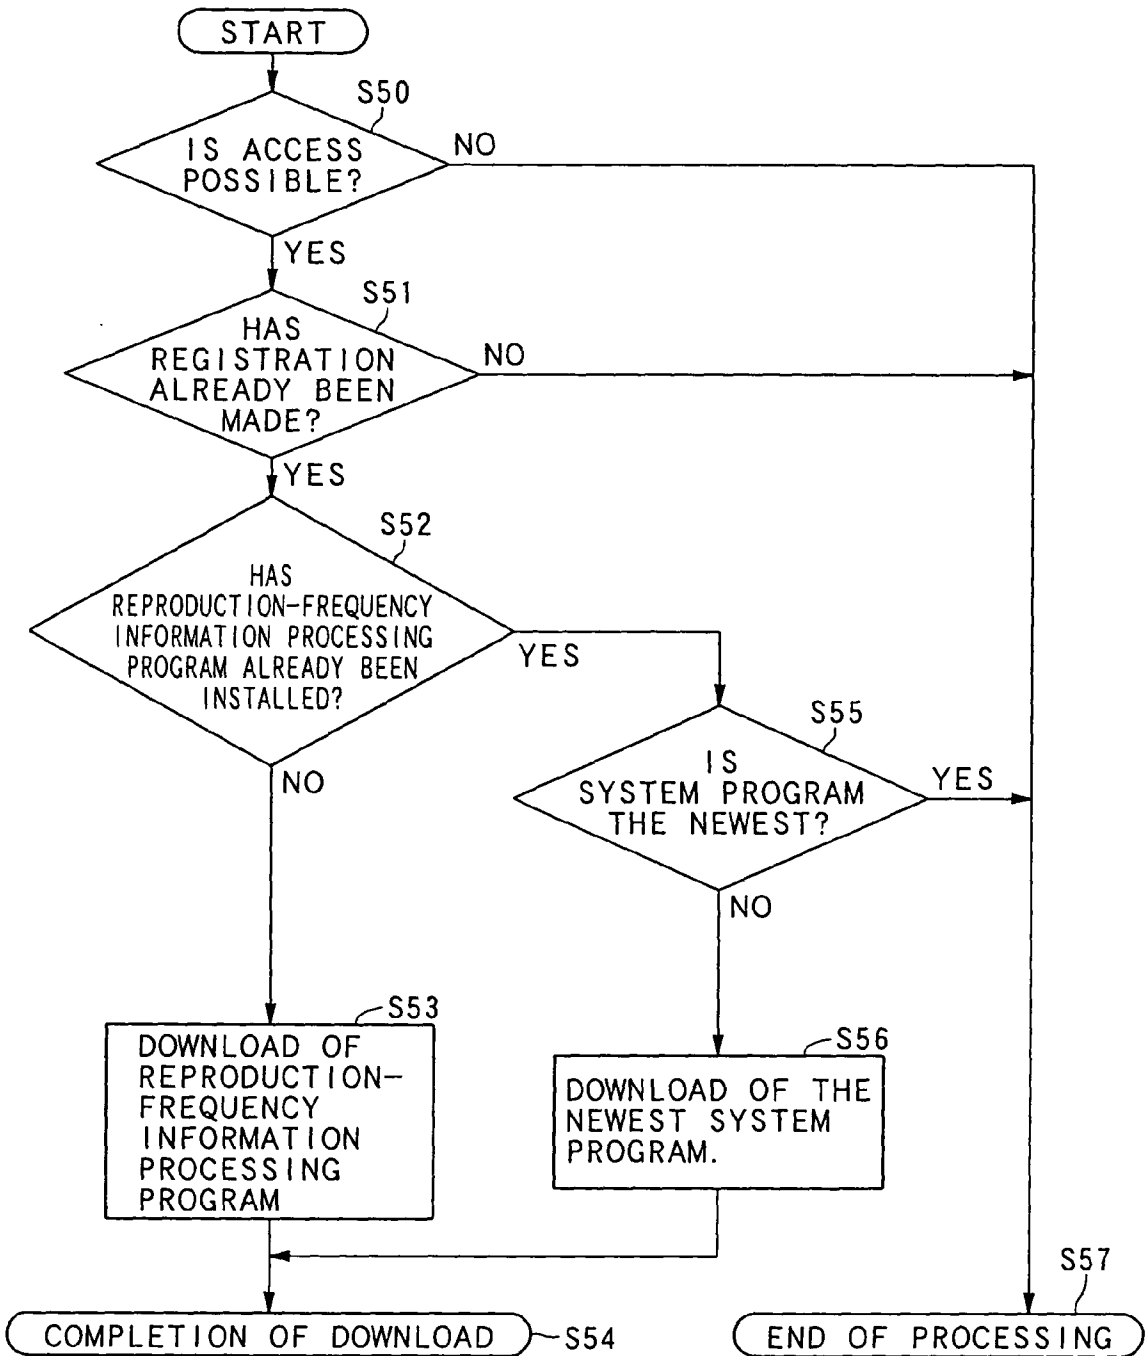 START
S50
IS ACCESS
POSSIBLE?
NO
YES
S51
HAS
REGISTRATION
ALREADY BEEN
MADE?
NO
YES
S52
HAS
REPRODUCTION-FREQUENCY
INFORMATION PROCESSING
PROGRAM ALREADY BEEN
INSTALLED?
YES
NO
S55
IS
SYSTEM PROGRAM
THE NEWEST?
YES
NO
S53
DOWNLOAD OF
REPRODUCTION-
FREQUENCY
INFORMATION
PROCESSING
PROGRAM
S56
DOWNLOAD OF THE
NEWEST SYSTEM
PROGRAM.
COMPLETION OF DOWNLOAD
S54
S57
END OF PROCESSING